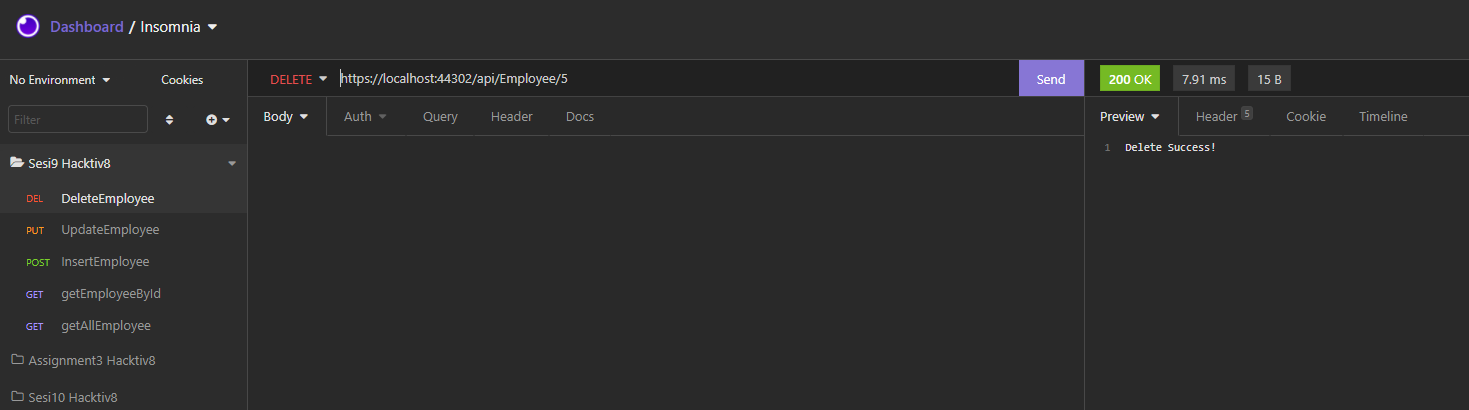 Dashboard / Insomnia
No Environment Cookies
DELETE https://localhost:44302/api/Employee/5 Send
200 OK 7.91 ms 15 B
Filter
Body Auth Query Header Docs
Preview Header 5 Cookie Timeline
1 Delete Success!
Sesi9 Hacktiv8
DEL DeleteEmployee
PUT UpdateEmployee
POST InsertEmployee
GET getEmployeeById
GET getAllEmployee
Assignment3 Hacktiv8
Sesi10 Hacktiv8